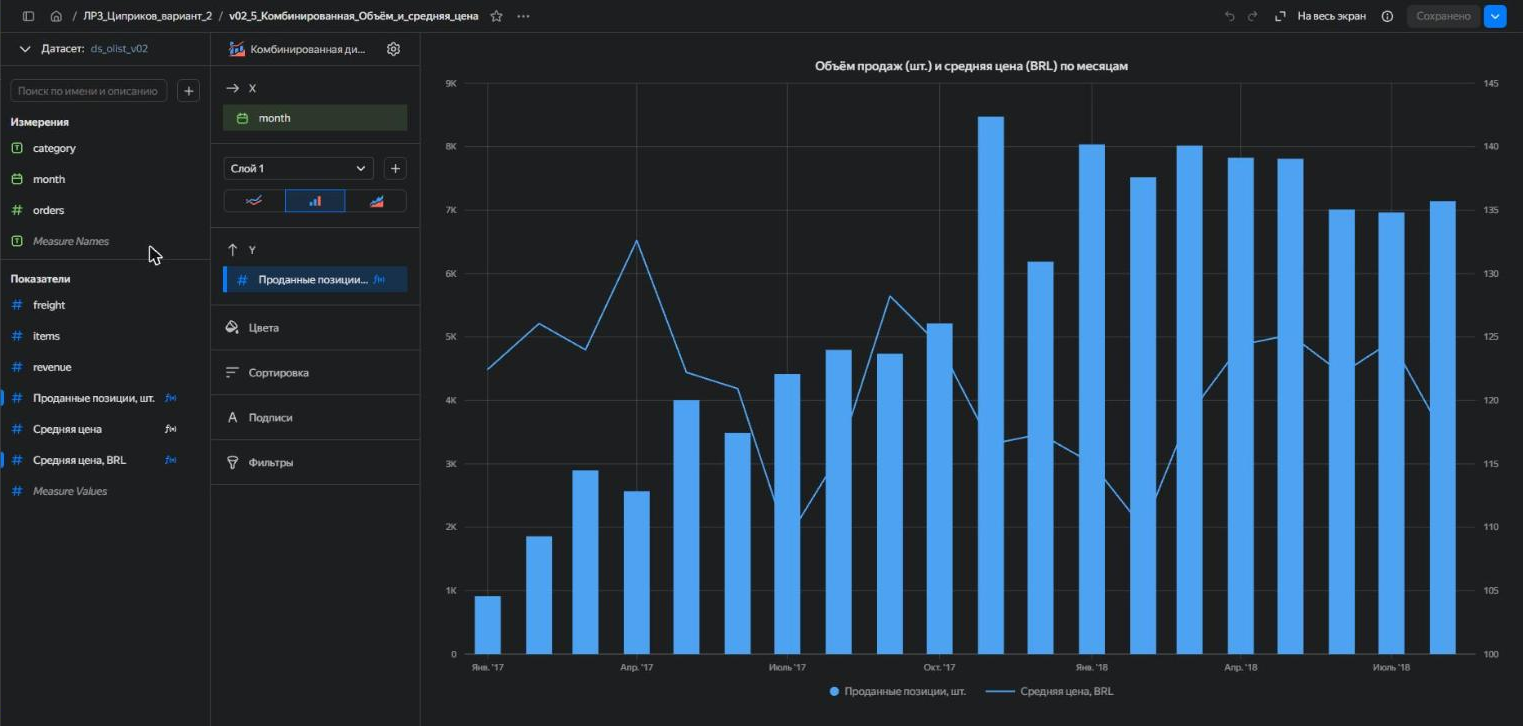 / ЛР3_Циприков_вариант_2 / v02_5_Комбинированная_Объём_и_средняя_цена
На весь экран
Сохранено
Датасет: ds_olist_v02
Поиск по имени и описанию
Измерения
category
month
orders
Measure Names
Показатели
freight
items
revenue
Проданные позиции, шт.
Средняя цена
Средняя цена, BRL
Measure Values
Комбинированная ди...
X
month
Слой 1
Y
Проданные позиции...
Цвета
Сортировка
Подписи
Фильтры
Объём продаж (шт.) и средняя цена (BRL) по месяцам
9K
8K
7K
6K
5K
4K
3K
2K
1K
0
145
140
135
130
125
120
115
110
105
100
Янв. '17
Апр. '17
Июль '17
Окт. '17
Янв. '18
Апр. '18
Июль '18
Проданные позиции, шт.
Средняя цена, BRL